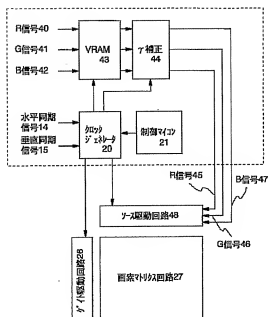 R信号40
G信号41
B信号42
VRAM
43
γ補正
44
水平同期
信号14
垂直同期
信号15
クロック
ジェネレータ
20
制御マイコン
21
R信号45
B信号47
G信号46
ソース駆動回路48
ゲイト駆動回路26
画素マトリクス回路27